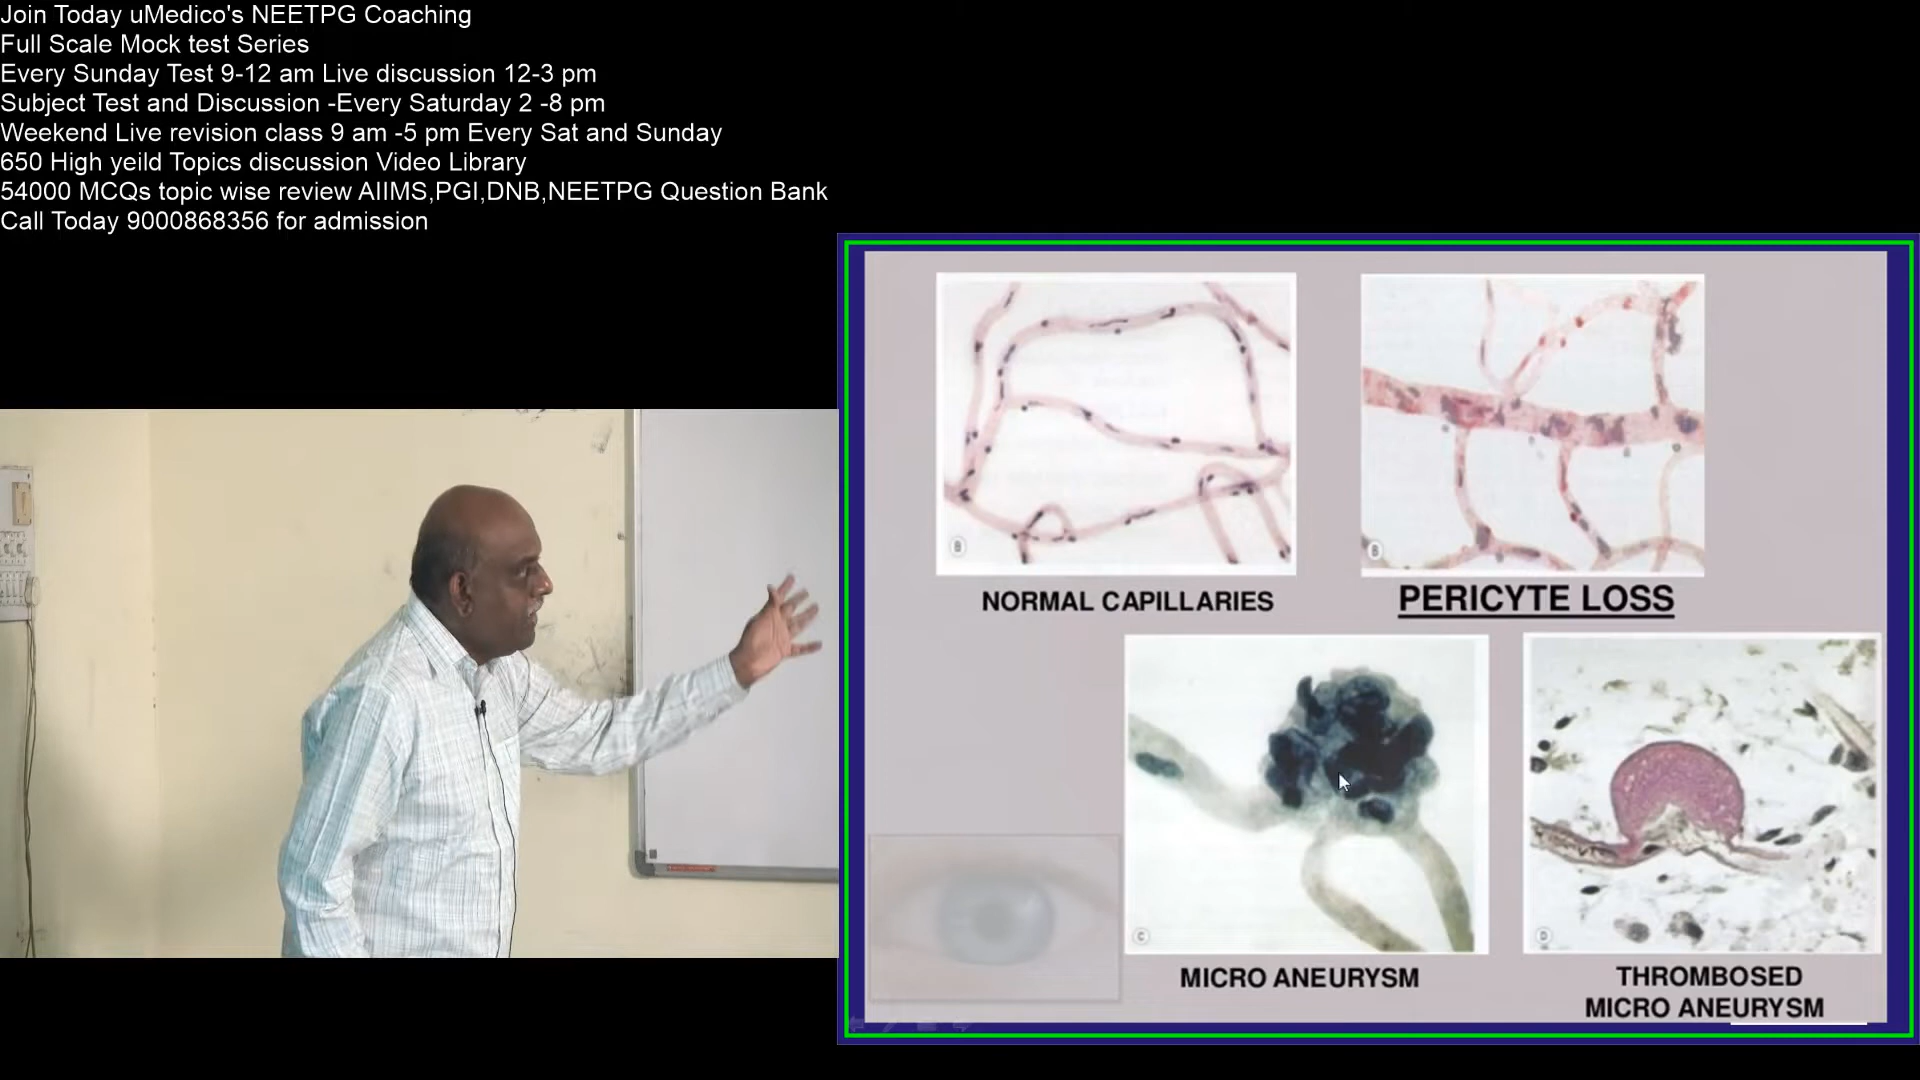 Join Today uMedico's NEETPG Coaching
Full Scale Mock test Series
Every Sunday Test 9-12 am Live discussion 12-3 pm
Subject Test and Discussion -Every Saturday 2 -8 pm
Weekend Live revision class 9 am -5 pm Every Sat and Sunday
650 High yeild Topics discussion Video Library
54000 MCQs topic wise review AIIMS,PGI,DNB,NEETPG Question Bank
Call Today 9000868356 for admission
B
B
NORMAL CAPILLARIES
PERICYTE LOSS
C
D
MICRO ANEURYSM
THROMBOSED
MICRO ANEURYSM